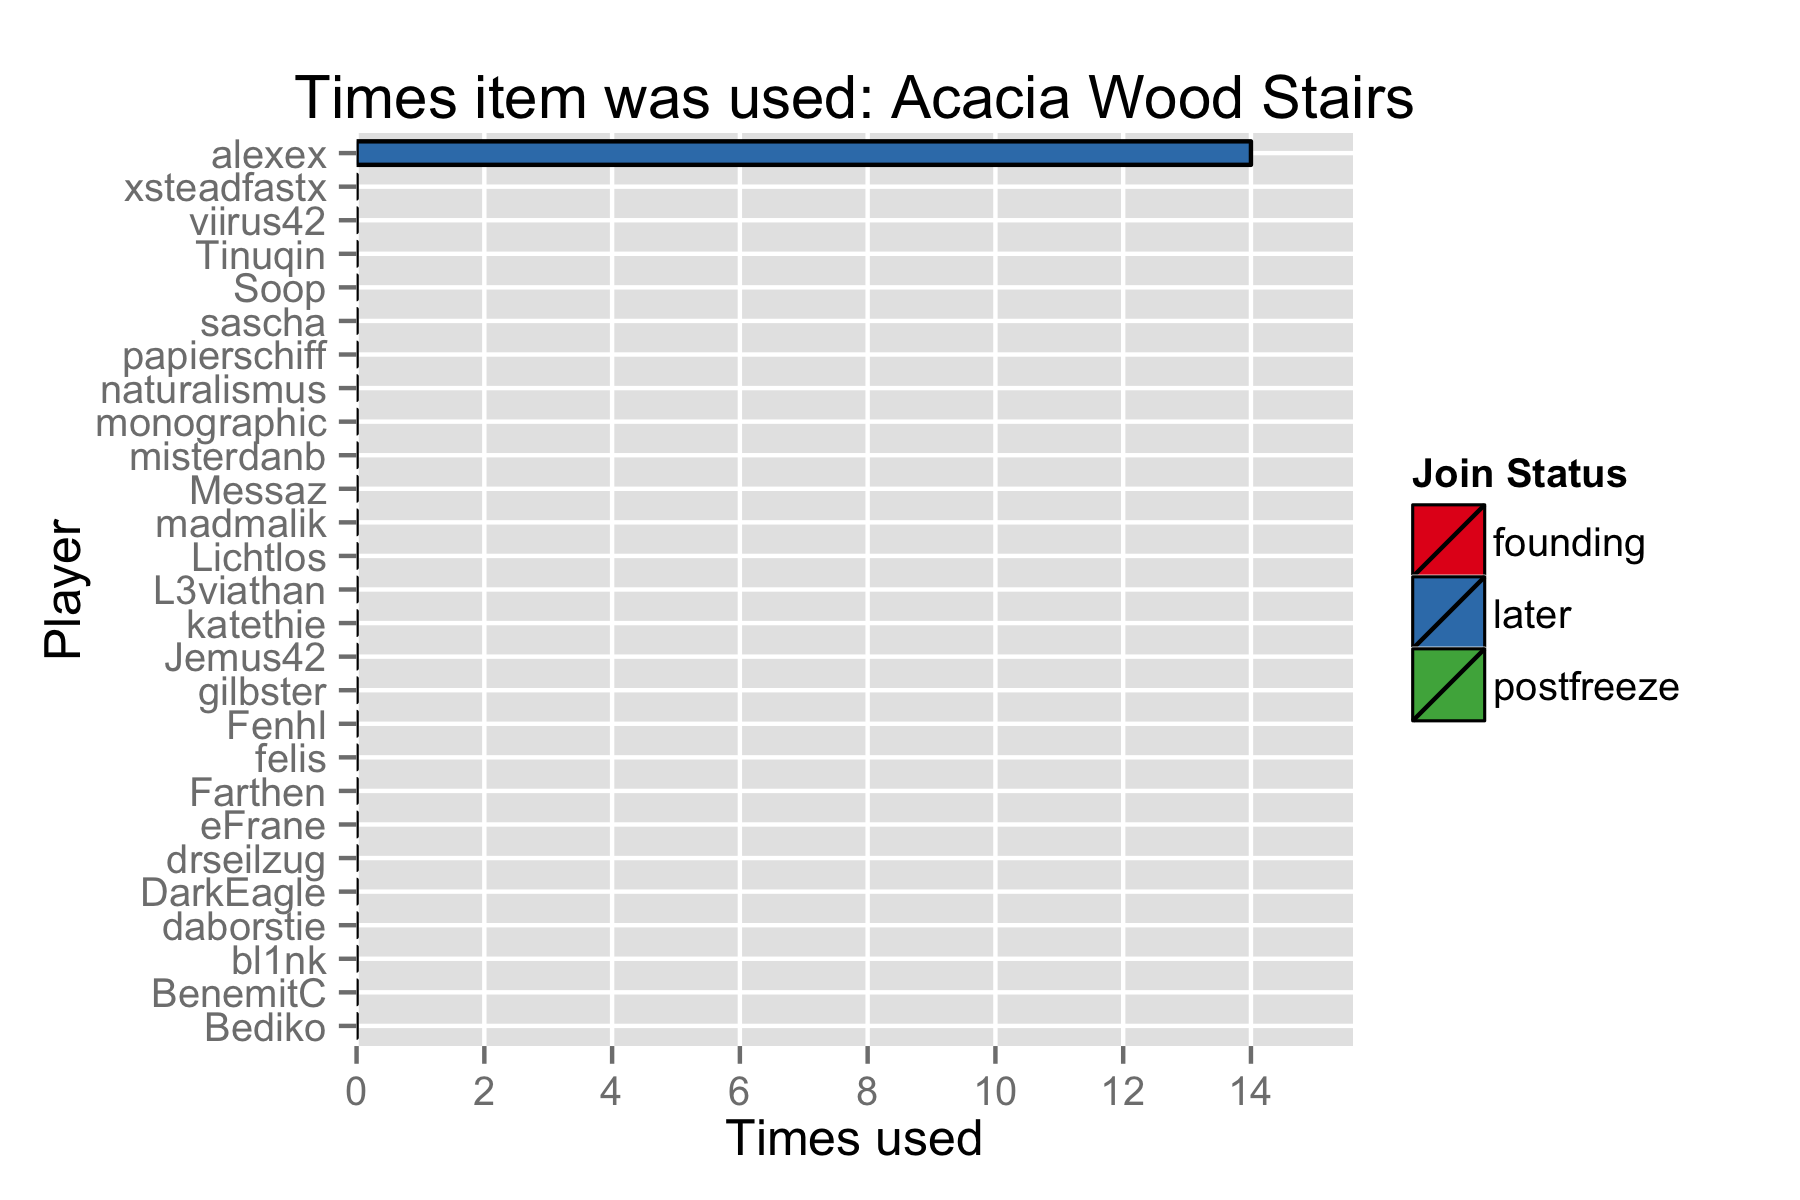 Times item was used: Acacia Wood Stairs
alexex
xsteadfastx
viirus42
Tinuqin
Soop
sascha
papierschiff
naturalismus
monographic
misterdanb
Messaz
madmalik
Lichtlos
L3viathan
katethie
Jemus42
gilbster
Fenhl
felis
Farthen
eFrane
drseilzug
DarkEagle
daborstie
bl1nk
BenemitC
Bediko
Player
0 2 4 6 8 10 12 14
Times used
Join Status
founding
later
postfreeze